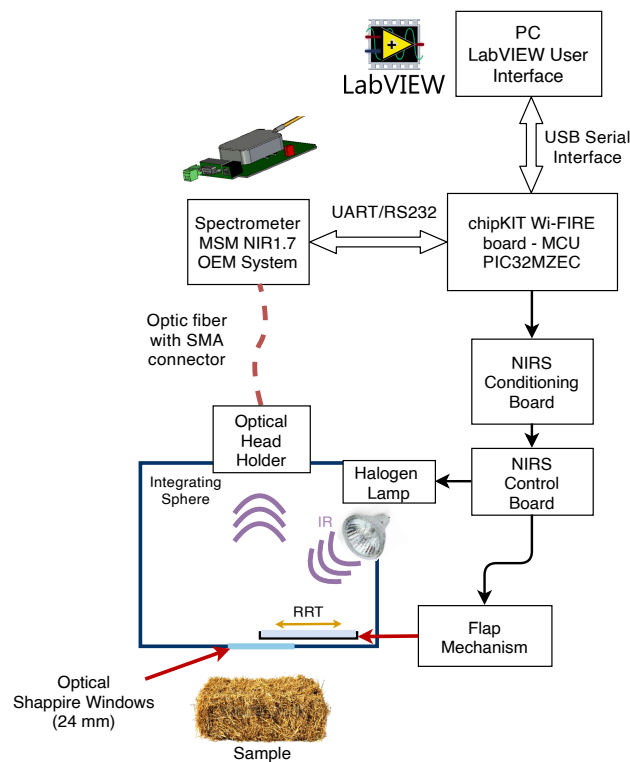 PC
LabVIEW User
Interface
LabVIEW
USB Serial
Interface
UART/RS232
Spectrometer
MSM NIR1.7
OEM System
chipKIT Wi-FIRE
board - MCU
PIC32MZEC
Optic fiber
with SMA
connector
NIRS
Conditioning
Board
Optical
Head
Holder
NIRS
Control
Board
Halogen
Lamp
Integrating
Sphere
IR
RRT
Flap
Mechanism
Optical
Shappire Windows
(24 mm)
Sample